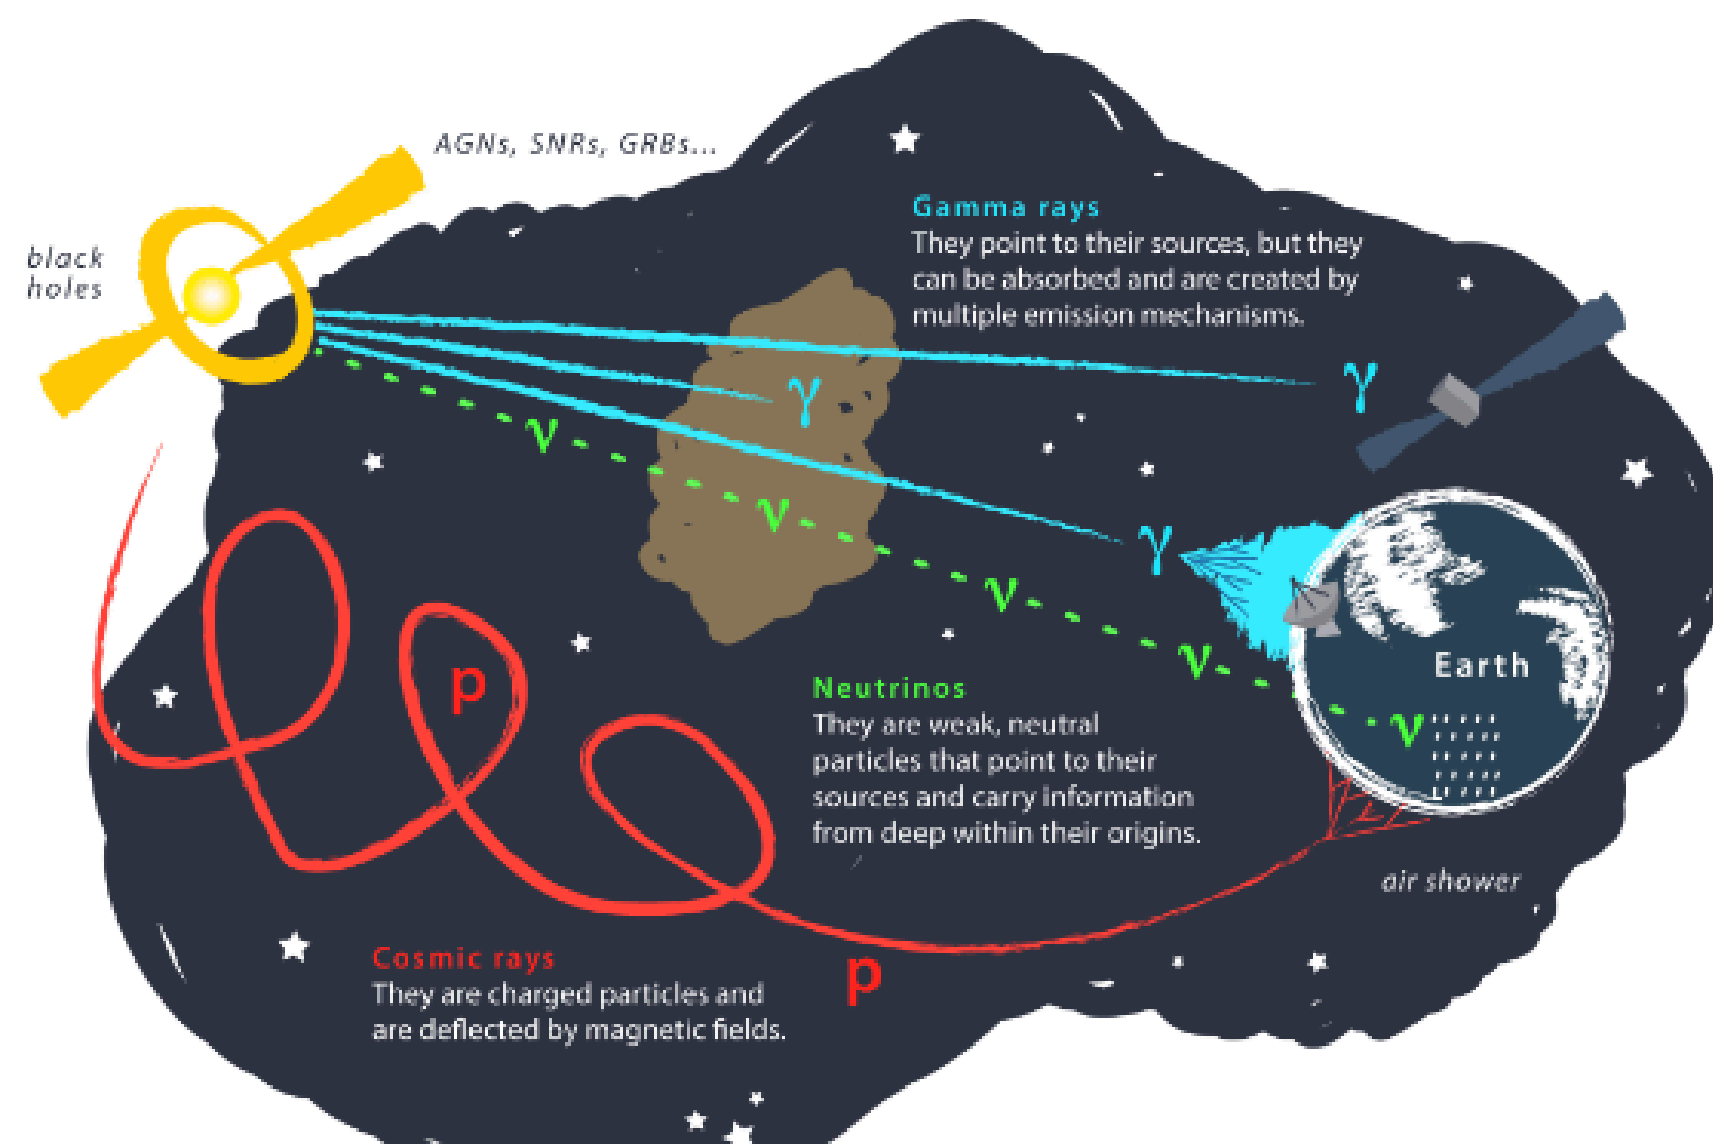 AGNs, SNRs, GRBs...
black
holes
Gamma rays
They point to their sources, but they
can be absorbed and are created by
multiple emission mechanisms.
γ
γ
ν
ν
γ
ν
ν
Earth
p
Neutrinos
They are weak, neutral
particles that point to their
sources and carry information
from deep within their origins.
ν
air shower
Cosmic rays
They are charged particles and
are deflected by magnetic fields.
p